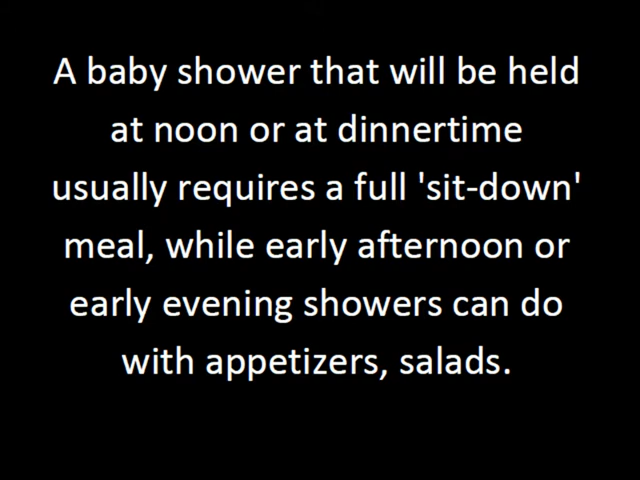 A baby shower that will be held
at noon or at dinnertime
usually requires a full 'sit-down'
meal, while early afternoon or
early evening showers can do
with appetizers, salads.